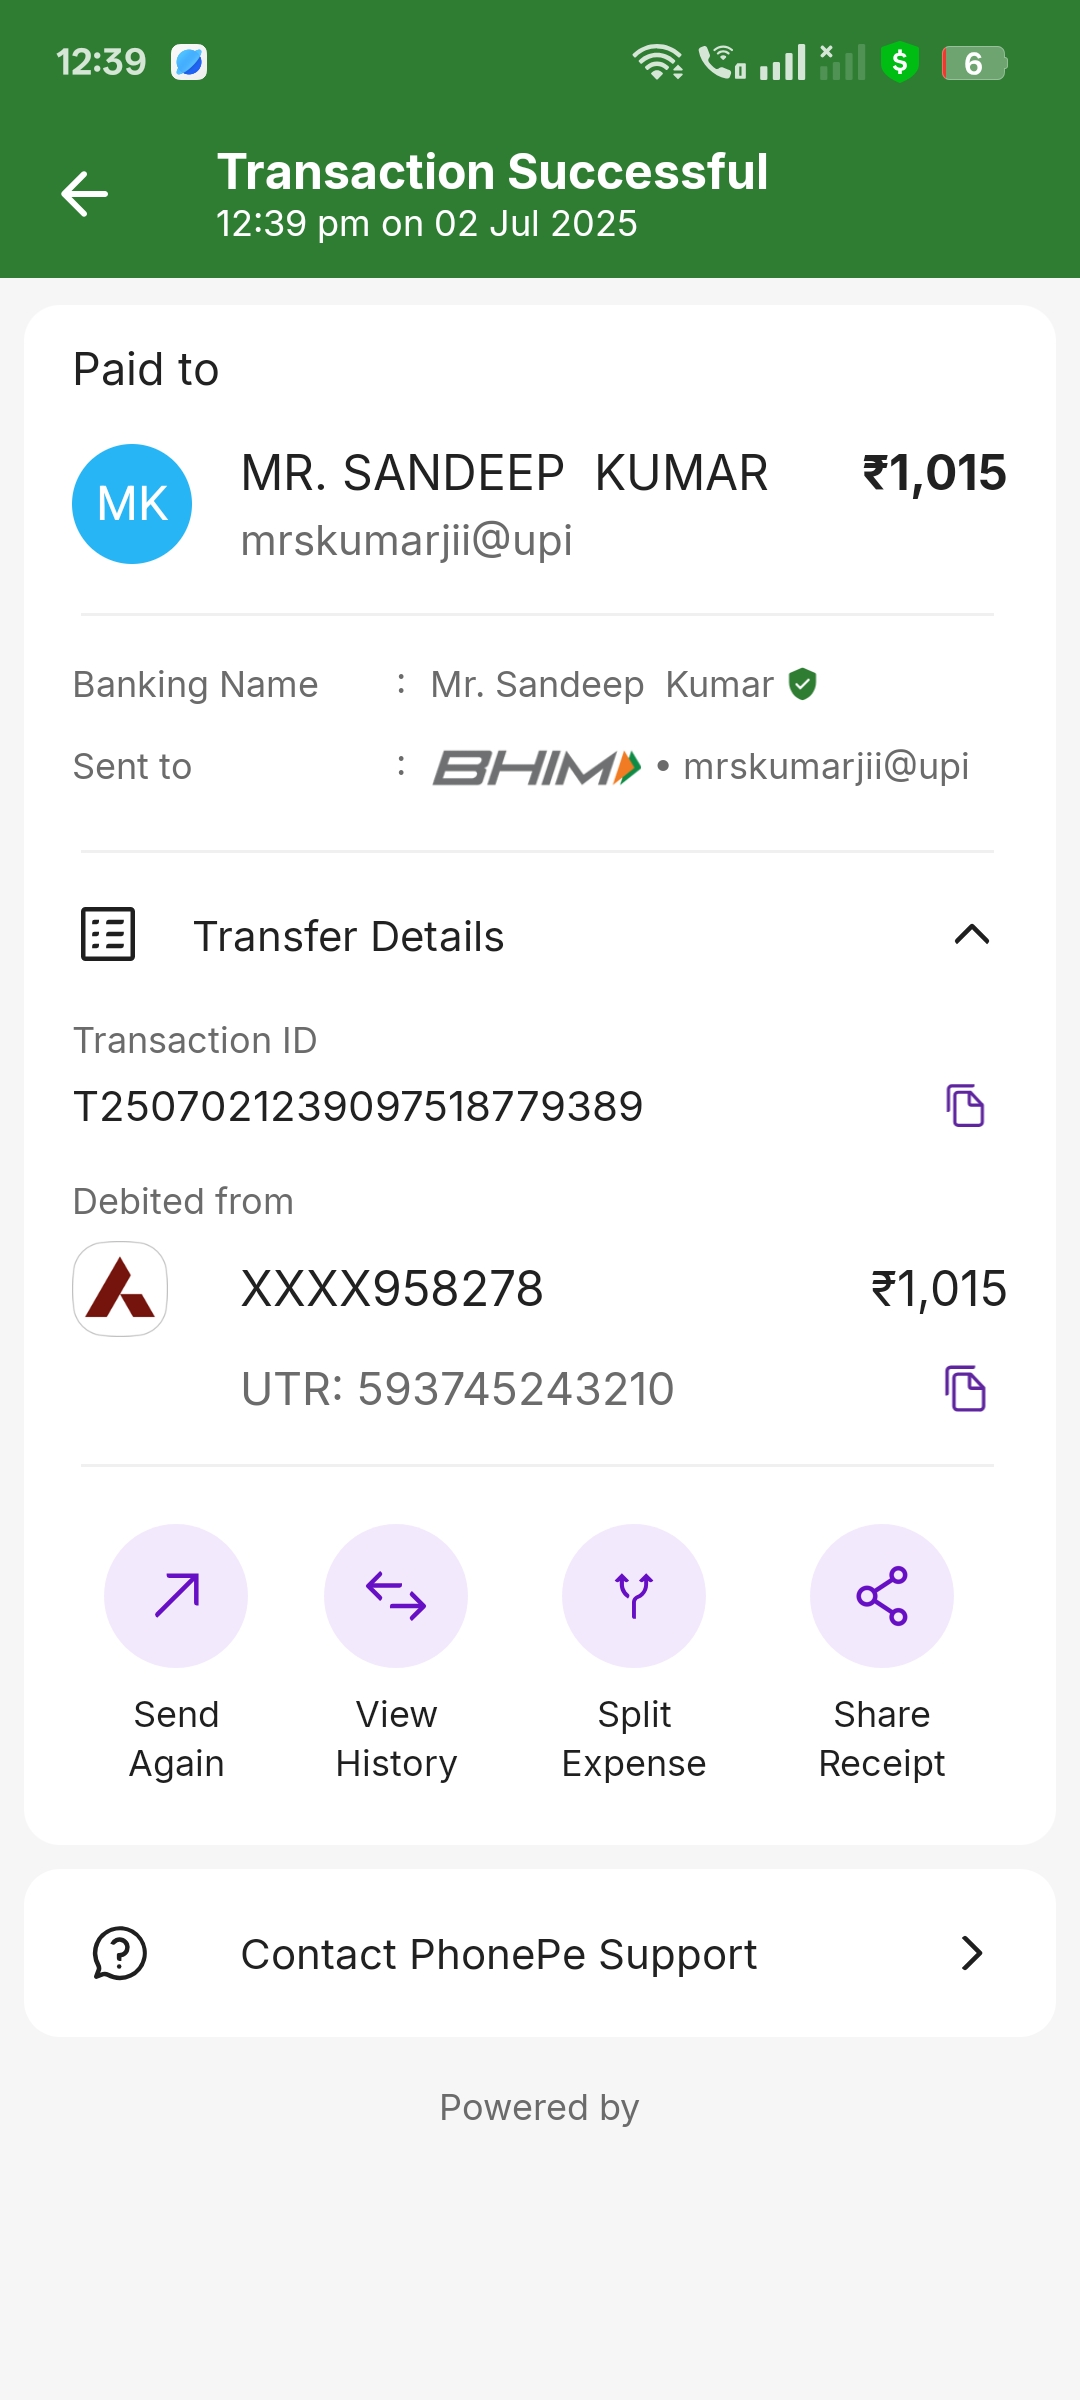 12:39
6
Transaction Successful
12:39 pm on 02 Jul 2025
Paid to
MK
MR. SANDEEP  KUMAR ₹1,015
mrskumarjii@upi
Banking Name : Mr. Sandeep  Kumar
Sent to : BHIM • mrskumarjii@upi
Transfer Details
Transaction ID
T2507021239097518779389
Debited from
XXXX958278 ₹1,015
UTR: 593745243210
Send Again
View History
Split Expense
Share Receipt
Contact PhonePe Support
Powered by